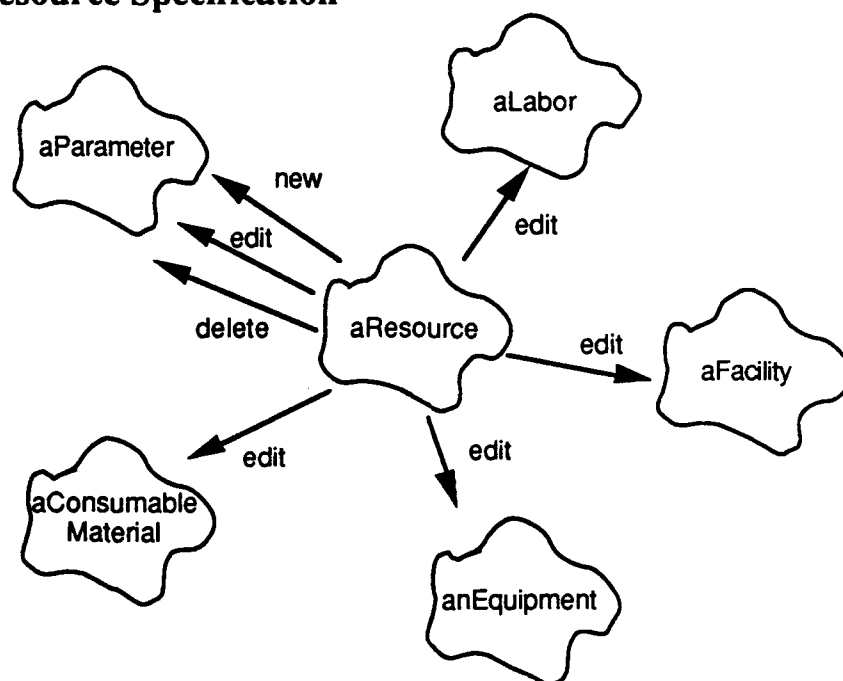 esource Specification
aLabor
aParameter
new
edit
edit
delete
aResource
edit
aFacility
edit
edit
aConsumable
Material
anEquipment